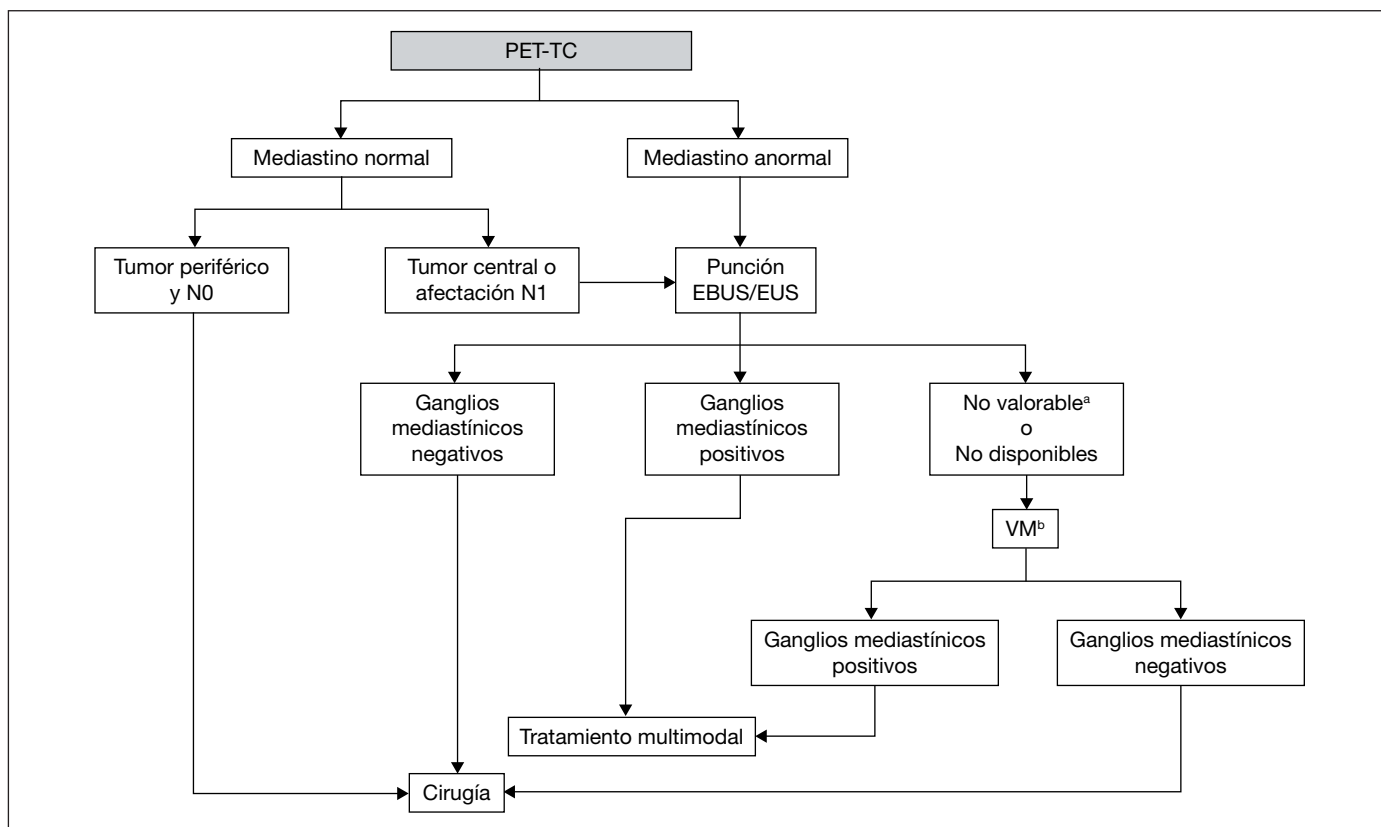 PET-TC
Mediastino normal
Mediastino anormal
Tumor periférico
y N0
Tumor central o
afectación N1
Punción
EBUS/EUS
Ganglios
mediastínicos
negativos
Ganglios
mediastínicos
positivos
No valorableᵃ
o
No disponibles
VMᵇ
Ganglios mediastínicos
positivos
Ganglios mediastínicos
negativos
Tratamiento multimodal
Cirugía